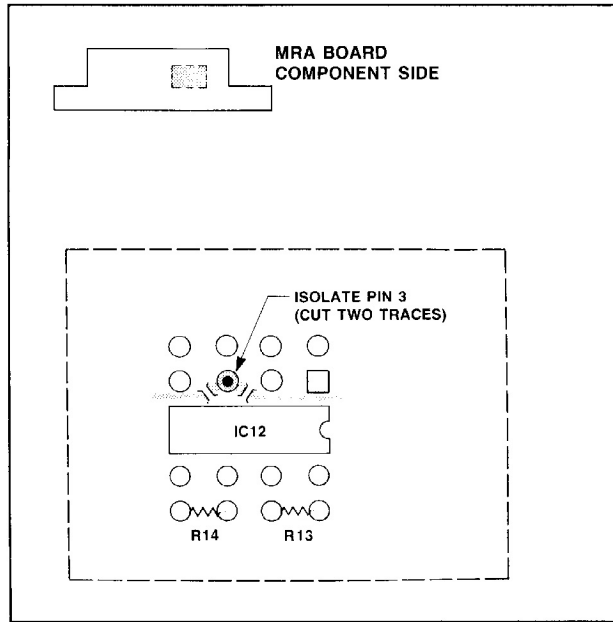 MRA BOARD
COMPONENT SIDE
ISOLATE PIN 3
(CUT TWO TRACES)
IC12
R14
R13